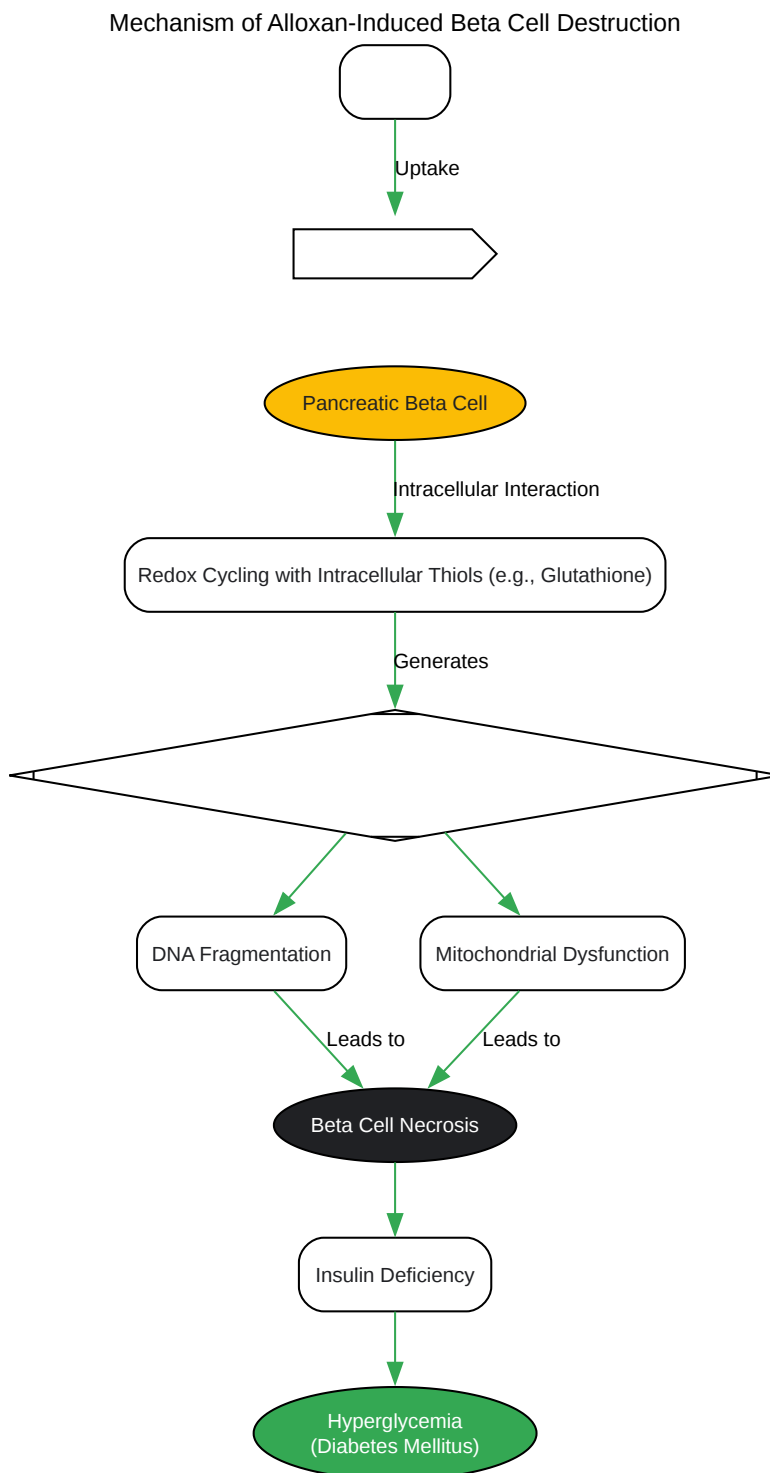 Mechanism of Alloxan-Induced Beta Cell Destruction
Uptake
Pancreatic Beta Cell
Intracellular Interaction
Redox Cycling with Intracellular Thiols (e.g., Glutathione)
Generates
DNA Fragmentation
Mitochondrial Dysfunction
Leads to
Leads to
Beta Cell Necrosis
Insulin Deficiency
Hyperglycemia
(Diabetes Mellitus)